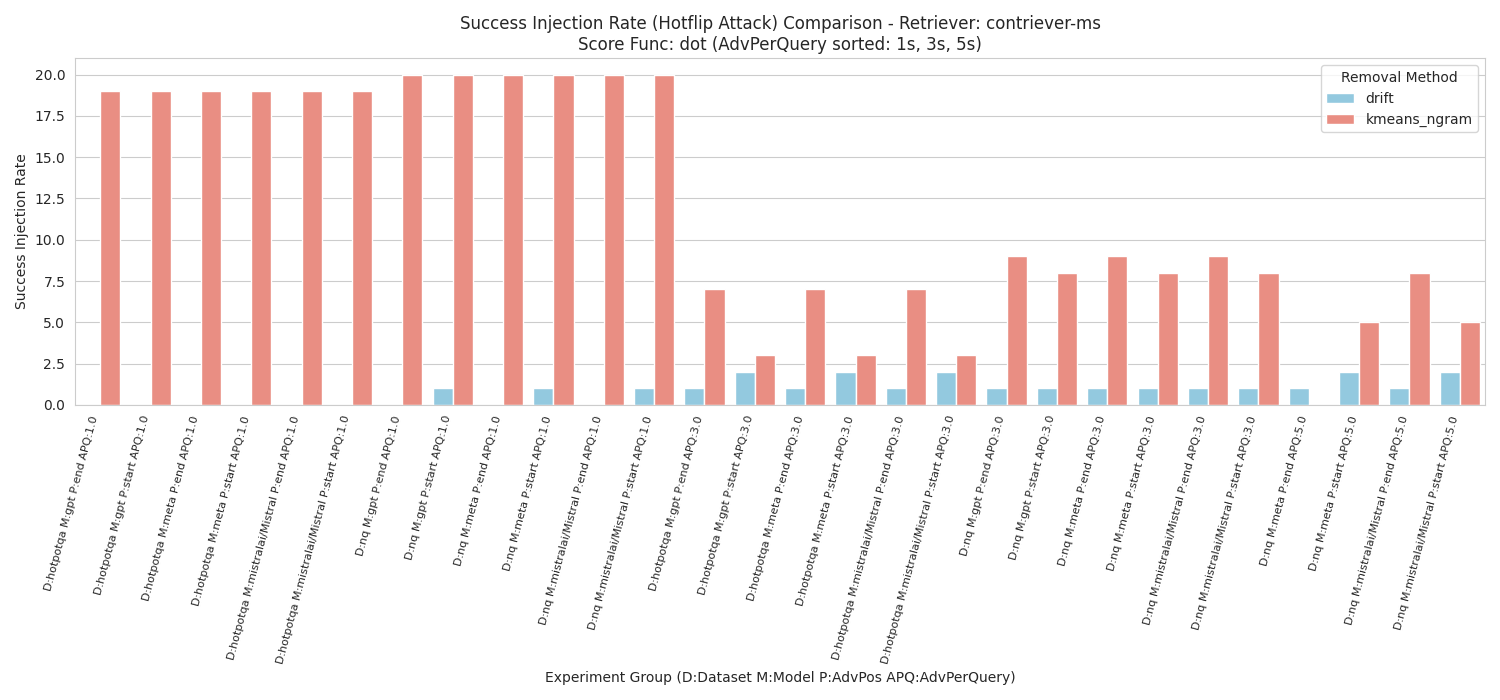 Success Injection Rate (Hotflip Attack) Comparison - Retriever: contriever-ms
Score Func: dot (AdvPerQuery sorted: 1s, 3s, 5s)
Removal Method
drift
kmeans_ngram
Success Injection Rate
20.0
17.5
15.0
12.5
10.0
7.5
5.0
2.5
0.0
D:hotpotqa M:gpt P:end APQ:1.0
D:hotpotqa M:gpt P:start APQ:1.0
D:hotpotqa M:meta P:end APQ:1.0
D:hotpotqa M:meta P:start APQ:1.0
D:hotpotqa M:mistralai/Mistral P:end APQ:1.0
D:hotpotqa M:mistralai/Mistral P:start APQ:1.0
D:nq M:gpt P:end APQ:1.0
D:nq M:gpt P:start APQ:1.0
D:nq M:meta P:end APQ:1.0
D:nq M:meta P:start APQ:1.0
D:nq M:mistralai/Mistral P:end APQ:1.0
D:nq M:mistralai/Mistral P:start APQ:1.0
D:hotpotqa M:gpt P:end APQ:3.0
D:hotpotqa M:gpt P:start APQ:3.0
D:hotpotqa M:meta P:end APQ:3.0
D:hotpotqa M:meta P:start APQ:3.0
D:hotpotqa M:mistralai/Mistral P:end APQ:3.0
D:hotpotqa M:mistralai/Mistral P:start APQ:3.0
D:nq M:gpt P:end APQ:3.0
D:nq M:gpt P:start APQ:3.0
D:nq M:meta P:end APQ:3.0
D:nq M:meta P:start APQ:3.0
D:nq M:mistralai/Mistral P:end APQ:3.0
D:nq M:mistralai/Mistral P:start APQ:3.0
D:nq M:meta P:end APQ:5.0
D:nq M:meta P:start APQ:5.0
D:nq M:mistralai/Mistral P:end APQ:5.0
D:nq M:mistralai/Mistral P:start APQ:5.0
Experiment Group (D:Dataset M:Model P:AdvPos APQ:AdvPerQuery)